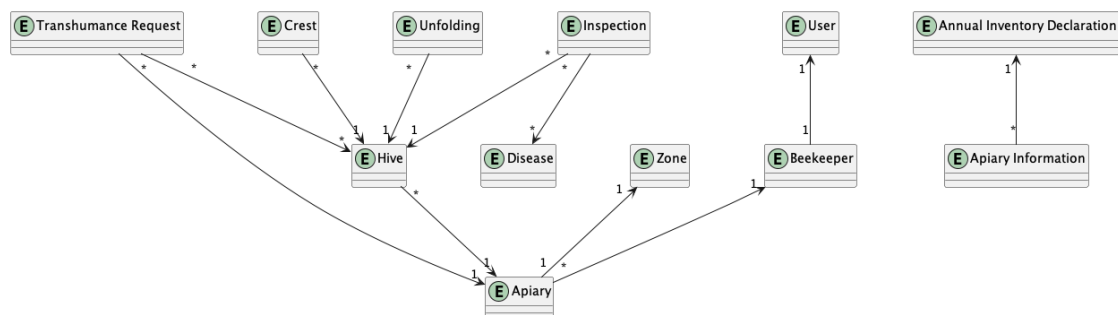 E Transhumance Request
E Crest
E Unfolding
E Inspection
E User
E Annual Inventory Declaration
* * * * * * 1 1
* 1 1 1 * 1 *
E Hive
E Disease
E Zone
E Beekeeper
E Apiary Information
* 1 1
1 1 1 *
E Apiary